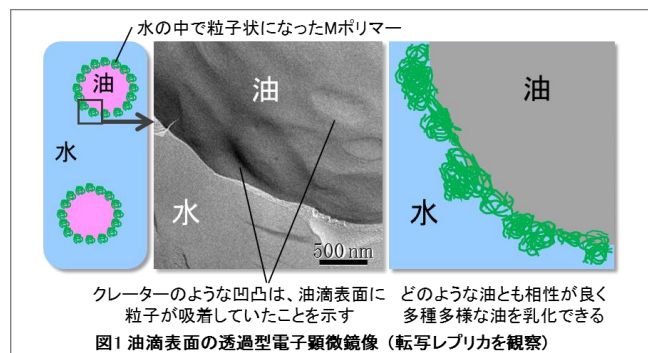 水の中で粒子状になったMポリマー
油
水
油
水
500 nm
油
水
クレーターのような凹凸は、油滴表面に
粒子が吸着していたことを示す
どのような油とも相性が良く
多種多様な油を乳化できる
図1 油滴表面の透過型電子顕微鏡像 (転写レプリカを観察)